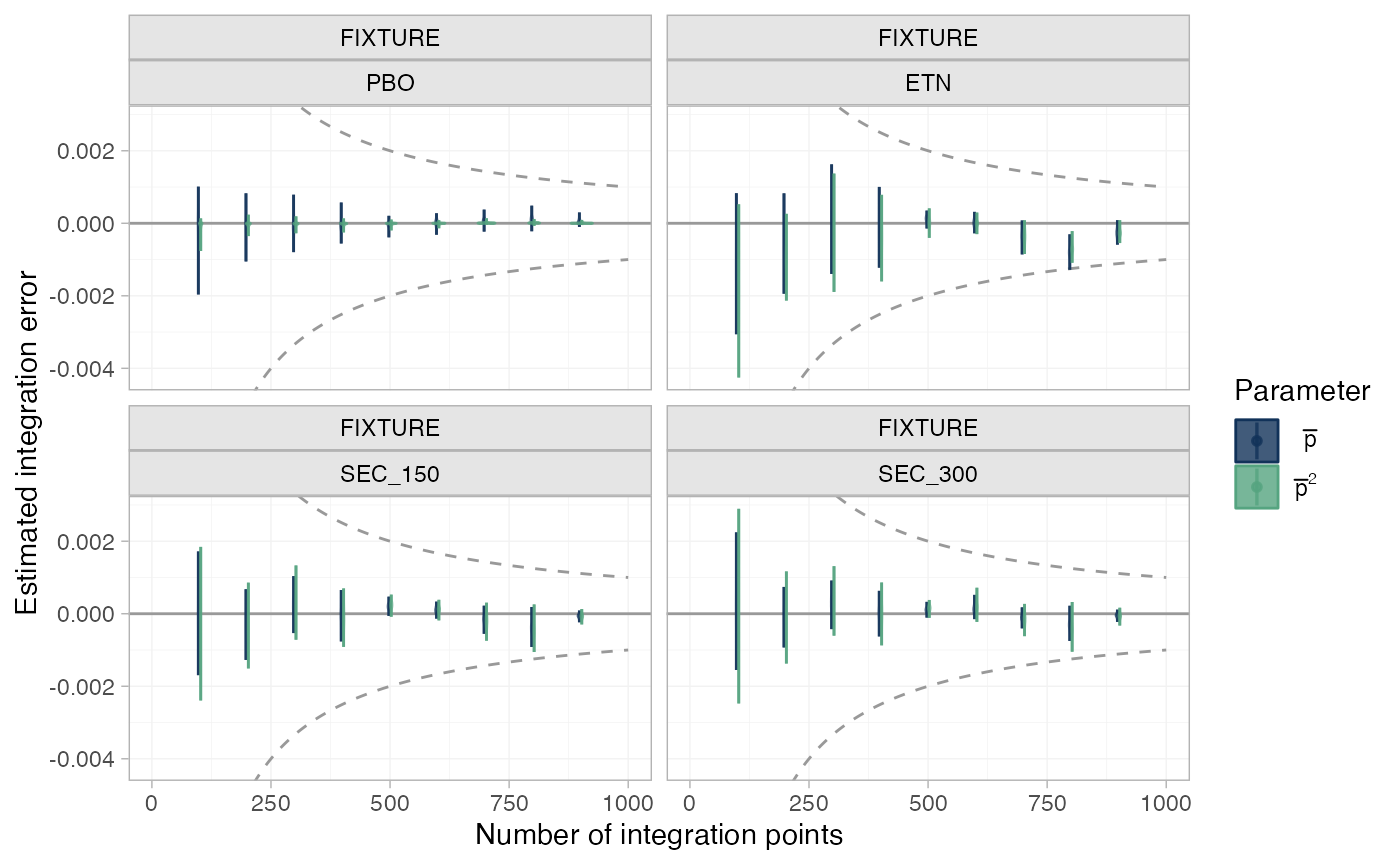 FIXTURE
FIXTURE
PBO
ETN
0.002
0.000
-0.002
-0.004
FIXTURE
FIXTURE
SEC_150
SEC_300
0.002
0.000
-0.002
-0.004
0 250 500 750 1000
0 250 500 750 1000
Number of integration points
Estimated integration error
Parameter
p̅
p̅²